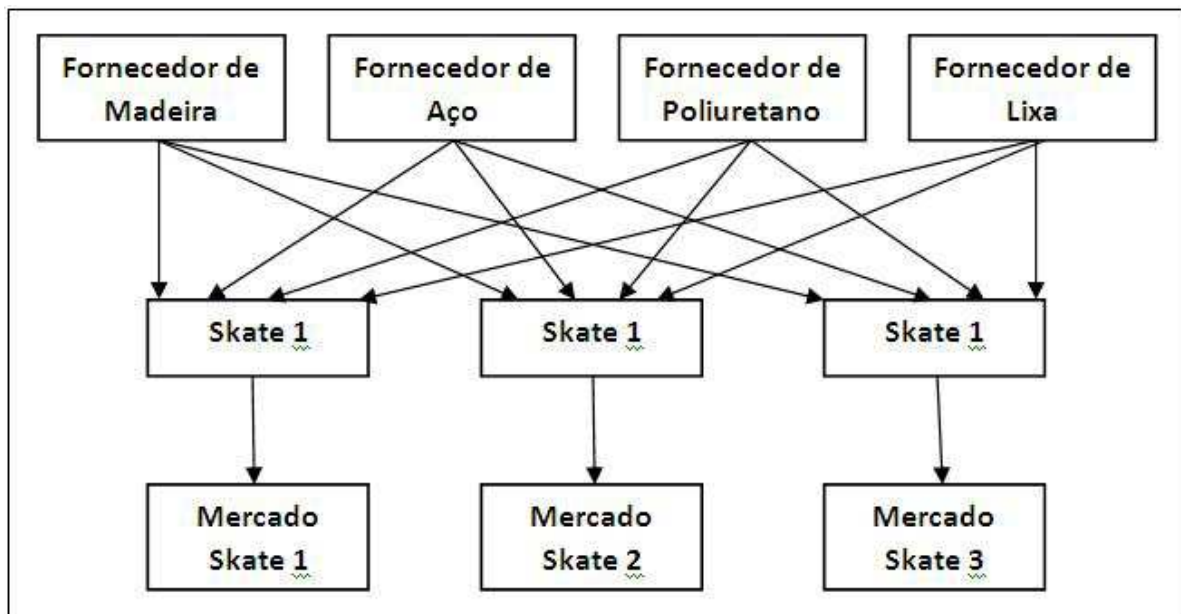 Fornecedor de
Madeira
Fornecedor de
Aço
Fornecedor de
Poliuretano
Fornecedor de
Lixa
Skate 1
Skate 1
Skate 1
Mercado
Skate 1
Mercado
Skate 2
Mercado
Skate 3